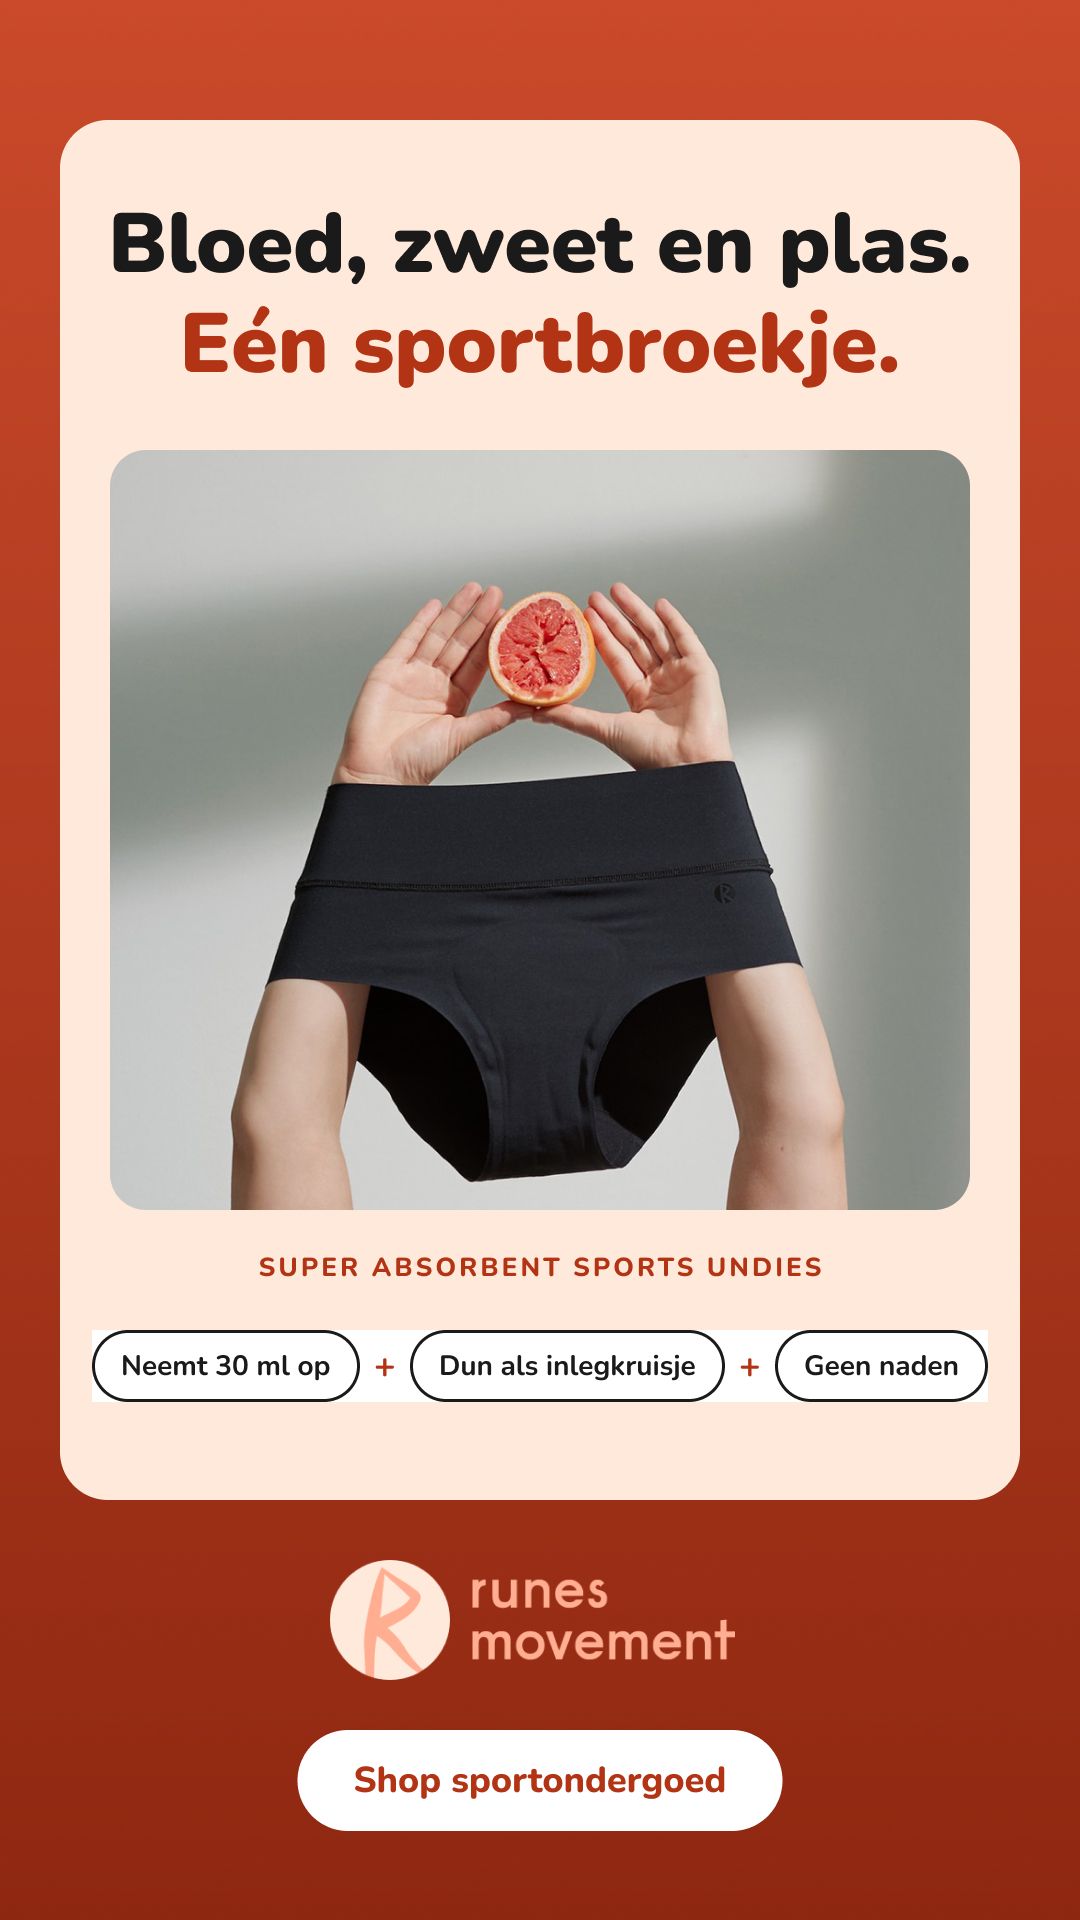 Bloed, zweet en plas.
Eén sportbroekje.
SUPER ABSORBENT SPORTS UNDIES
Neemt 30 ml op + Dun als inlegkruisje + Geen naden
runes
movement
Shop sportondergoed